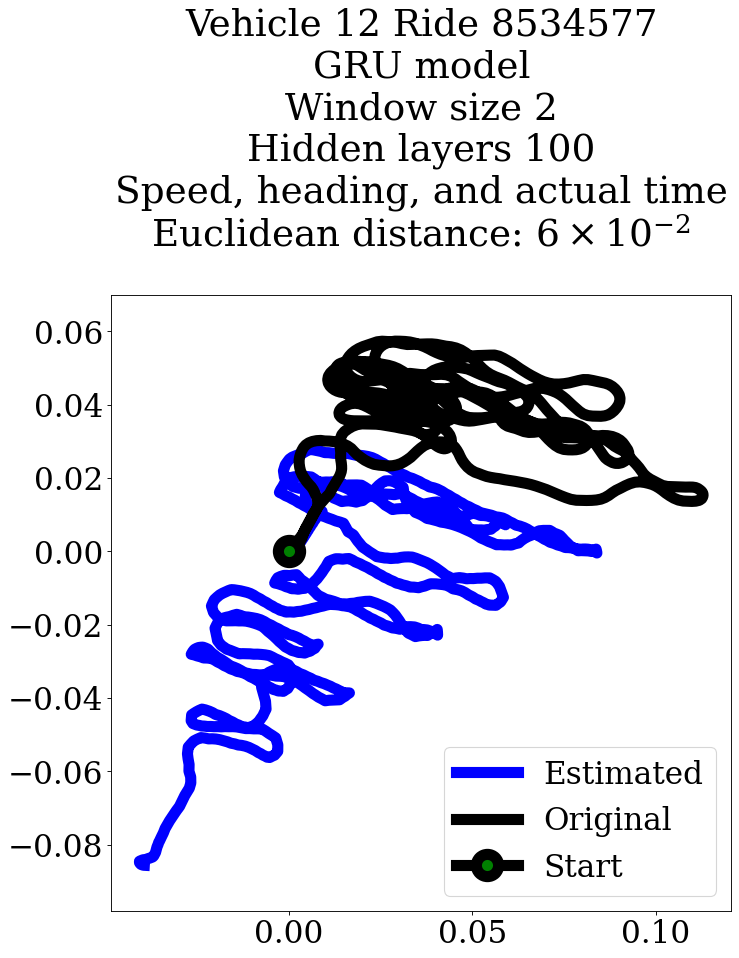 Vehicle 12 Ride 8534577
GRU model
Window size 2
Hidden layers 100
Speed, heading, and actual time
Euclidean distance: 6 × 10⁻²
0.06
0.04
0.02
0.00
−0.02
−0.04
−0.06
−0.08
0.00 0.05 0.10
Estimated
Original
Start